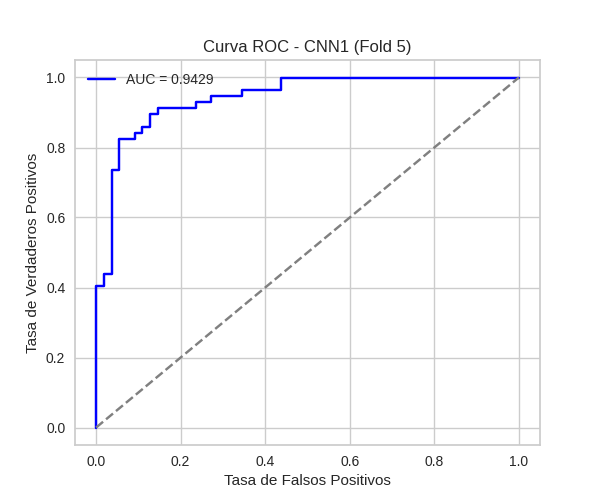 Curva ROC - CNN1 (Fold 5)
AUC = 0.9429
Tasa de Verdaderos Positivos
1.0
0.8
0.6
0.4
0.2
0.0
0.0 0.2 0.4 0.6 0.8 1.0
Tasa de Falsos Positivos